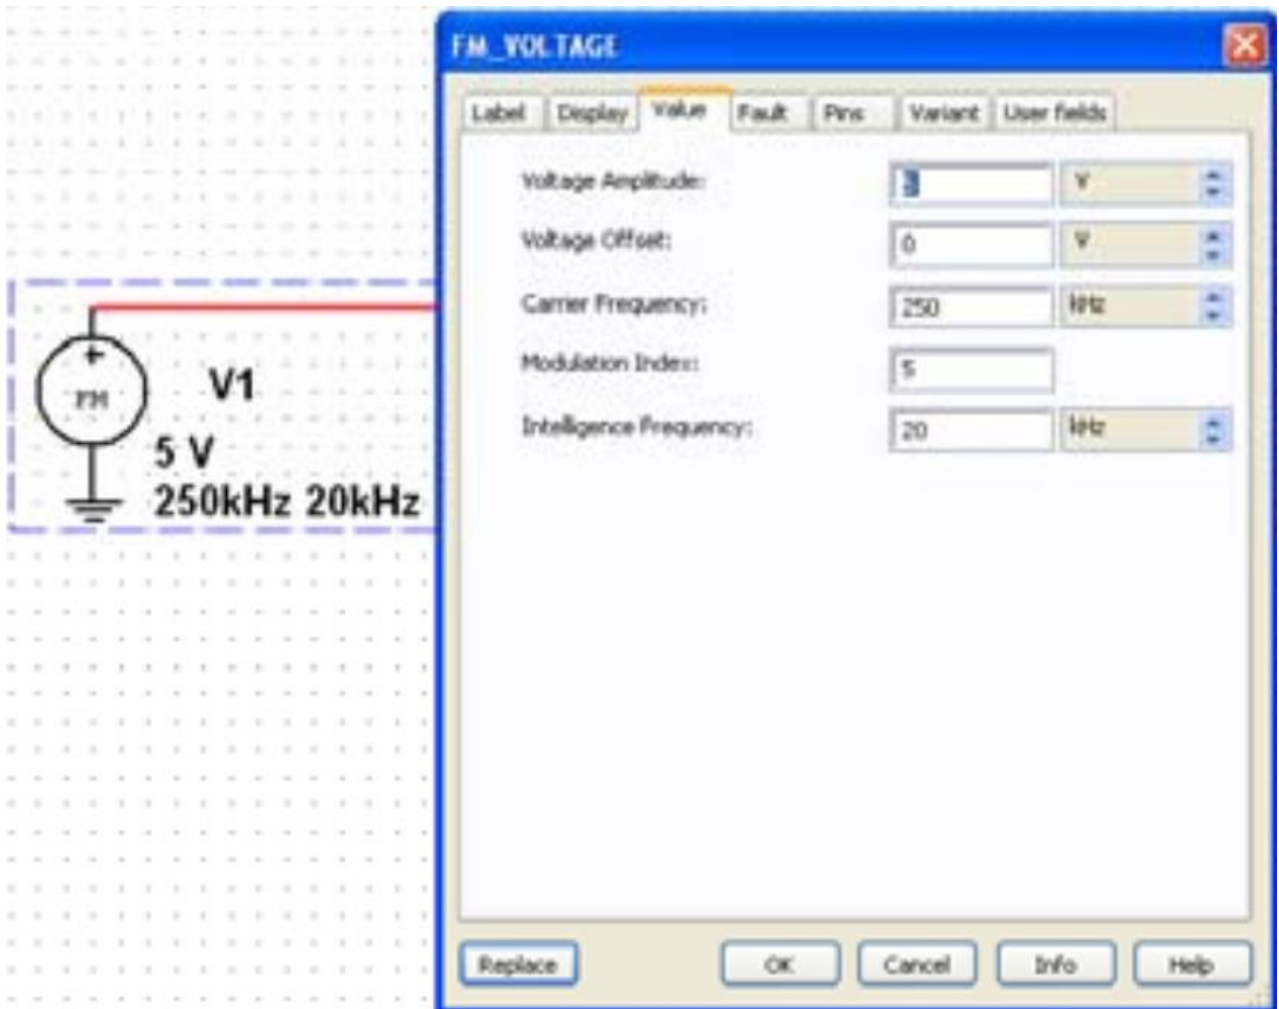 FM_VOLTAGE
Label Display Value Fault Pins Variant User fields
Voltage Amplitude: 5 V
Voltage Offset: 0 V
Carrier Frequency: 250 kHz
Modulation Index: 5
Intelligence Frequency: 20 kHz
+
FM
V1
5 V
250kHz 20kHz
Replace OK Cancel Info Help